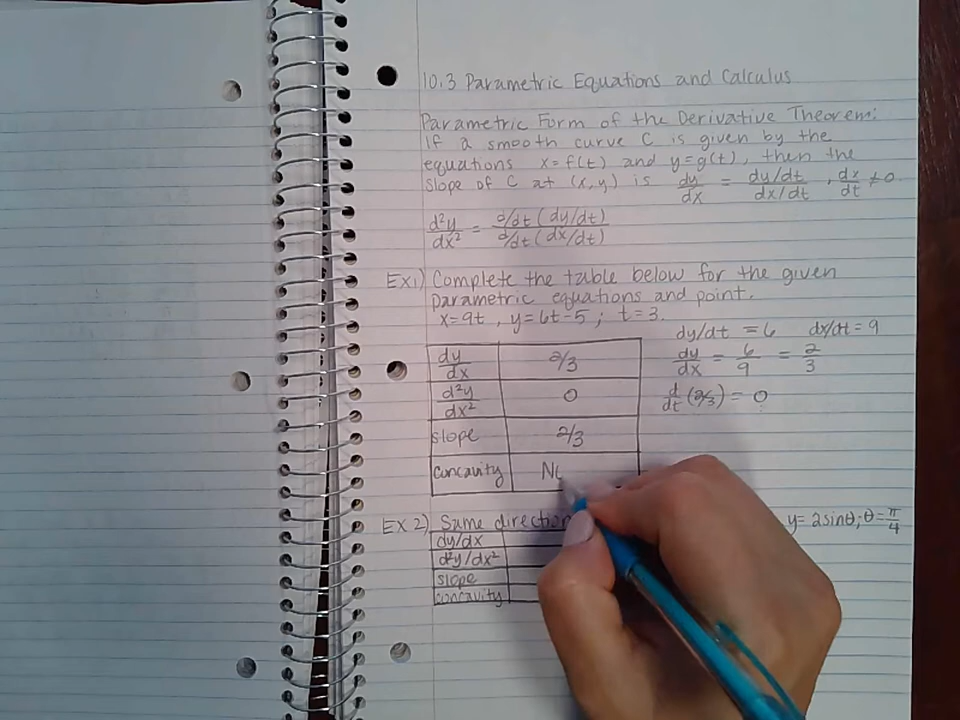 10.3 Parametric Equations and Calculus
Parametric Form of the Derivative Theorem:
If a smooth curve C is given by the
equations x=f(t) and y=g(t), then the
slope of C at (x,y) is dy/dx = (dy/dt)/(dx/dt), dx/dt ≠ 0
d²y/dx² = (d/dt (dy/dt))/(d/dt (dx/dt))
Ex1) Complete the table below for the given
parametric equations and point.
x=9t, y=6t-5; t=3.
dy/dt = 6 dx/dt = 9
dy/dx = 6/9 = 2/3
d/dt (2/3) = 0
dy/dx 2/3
d²y/dx² 0
slope 2/3
concavity
Ex 2) Same direction
y=2sinθ; θ=π/4
dy/dx
d²y/dx²
slope
concavity